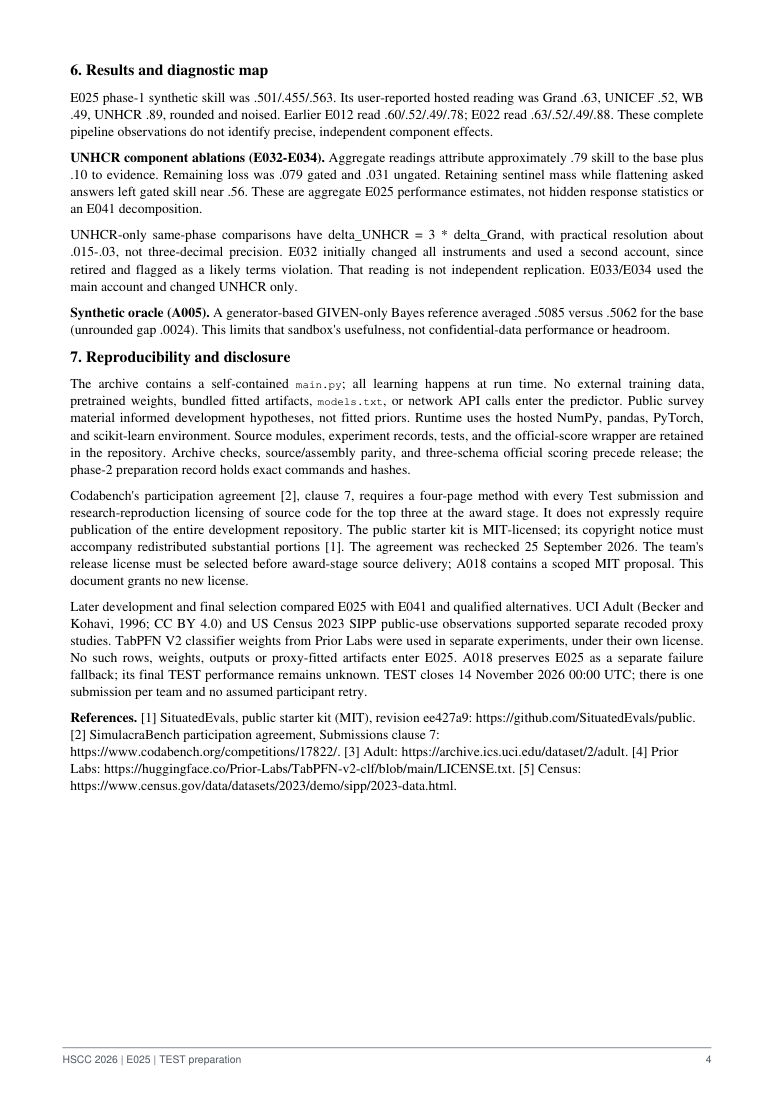 6. Results and diagnostic map
E025 phase-1 synthetic skill was .501/.455/.563. Its user-reported hosted reading was Grand .63, UNICEF .52, WB
.49, UNHCR .89, rounded and noised. Earlier E012 read .60/.52/.49/.78; E022 read .63/.52/.49/.88. These complete
pipeline observations do not identify precise, independent component effects.
UNHCR component ablations (E032-E034). Aggregate readings attribute approximately .79 skill to the base plus
.10 to evidence. Remaining loss was .079 gated and .031 ungated. Retaining sentinel mass while flattening asked
answers left gated skill near .56. These are aggregate E025 performance estimates, not hidden response statistics or
an E041 decomposition.
UNHCR-only same-phase comparisons have delta_UNHCR = 3 * delta_Grand, with practical resolution about
.015-.03, not three-decimal precision. E032 initially changed all instruments and used a second account, since
retired and flagged as a likely terms violation. That reading is not independent replication. E033/E034 used the
main account and changed UNHCR only.
Synthetic oracle (A005). A generator-based GIVEN-only Bayes reference averaged .5085 versus .5062 for the base
(unrounded gap .0024). This limits that sandbox's usefulness, not confidential-data performance or headroom.
7. Reproducibility and disclosure
The archive contains a self-contained main.py; all learning happens at run time. No external training data,
pretrained weights, bundled fitted artifacts, models.txt, or network API calls enter the predictor. Public survey
material informed development hypotheses, not fitted priors. Runtime uses the hosted NumPy, pandas, PyTorch,
and scikit-learn environment. Source modules, experiment records, tests, and the official-score wrapper are retained
in the repository. Archive checks, source/assembly parity, and three-schema official scoring precede release; the
phase-2 preparation record holds exact commands and hashes.
Codabench's participation agreement [2], clause 7, requires a four-page method with every Test submission and
research-reproduction licensing of source code for the top three at the award stage. It does not expressly require
publication of the entire development repository. The public starter kit is MIT-licensed; its copyright notice must
accompany redistributed substantial portions [1]. The agreement was rechecked 25 September 2026. The team's
release license must be selected before award-stage source delivery; A018 contains a scoped MIT proposal. This
document grants no new license.
Later development and final selection compared E025 with E041 and qualified alternatives. UCI Adult (Becker and
Kohavi, 1996; CC BY 4.0) and US Census 2023 SIPP public-use observations supported separate recoded proxy
studies. TabPFN V2 classifier weights from Prior Labs were used in separate experiments, under their own license.
No such rows, weights, outputs or proxy-fitted artifacts enter E025. A018 preserves E025 as a separate failure
fallback; its final TEST performance remains unknown. TEST closes 14 November 2026 00:00 UTC; there is one
submission per team and no assumed participant retry.
References. [1] SituatedEvals, public starter kit (MIT), revision ee427a9: https://github.com/SituatedEvals/public.
[2] SimulacraBench participation agreement, Submissions clause 7:
https://www.codabench.org/competitions/17822/. [3] Adult: https://archive.ics.uci.edu/dataset/2/adult. [4] Prior
Labs: https://huggingface.co/Prior-Labs/TabPFN-v2-clf/blob/main/LICENSE.txt. [5] Census:
https://www.census.gov/data/datasets/2023/demo/sipp/2023-data.html.
HSCC 2026 | E025 | TEST preparation
4